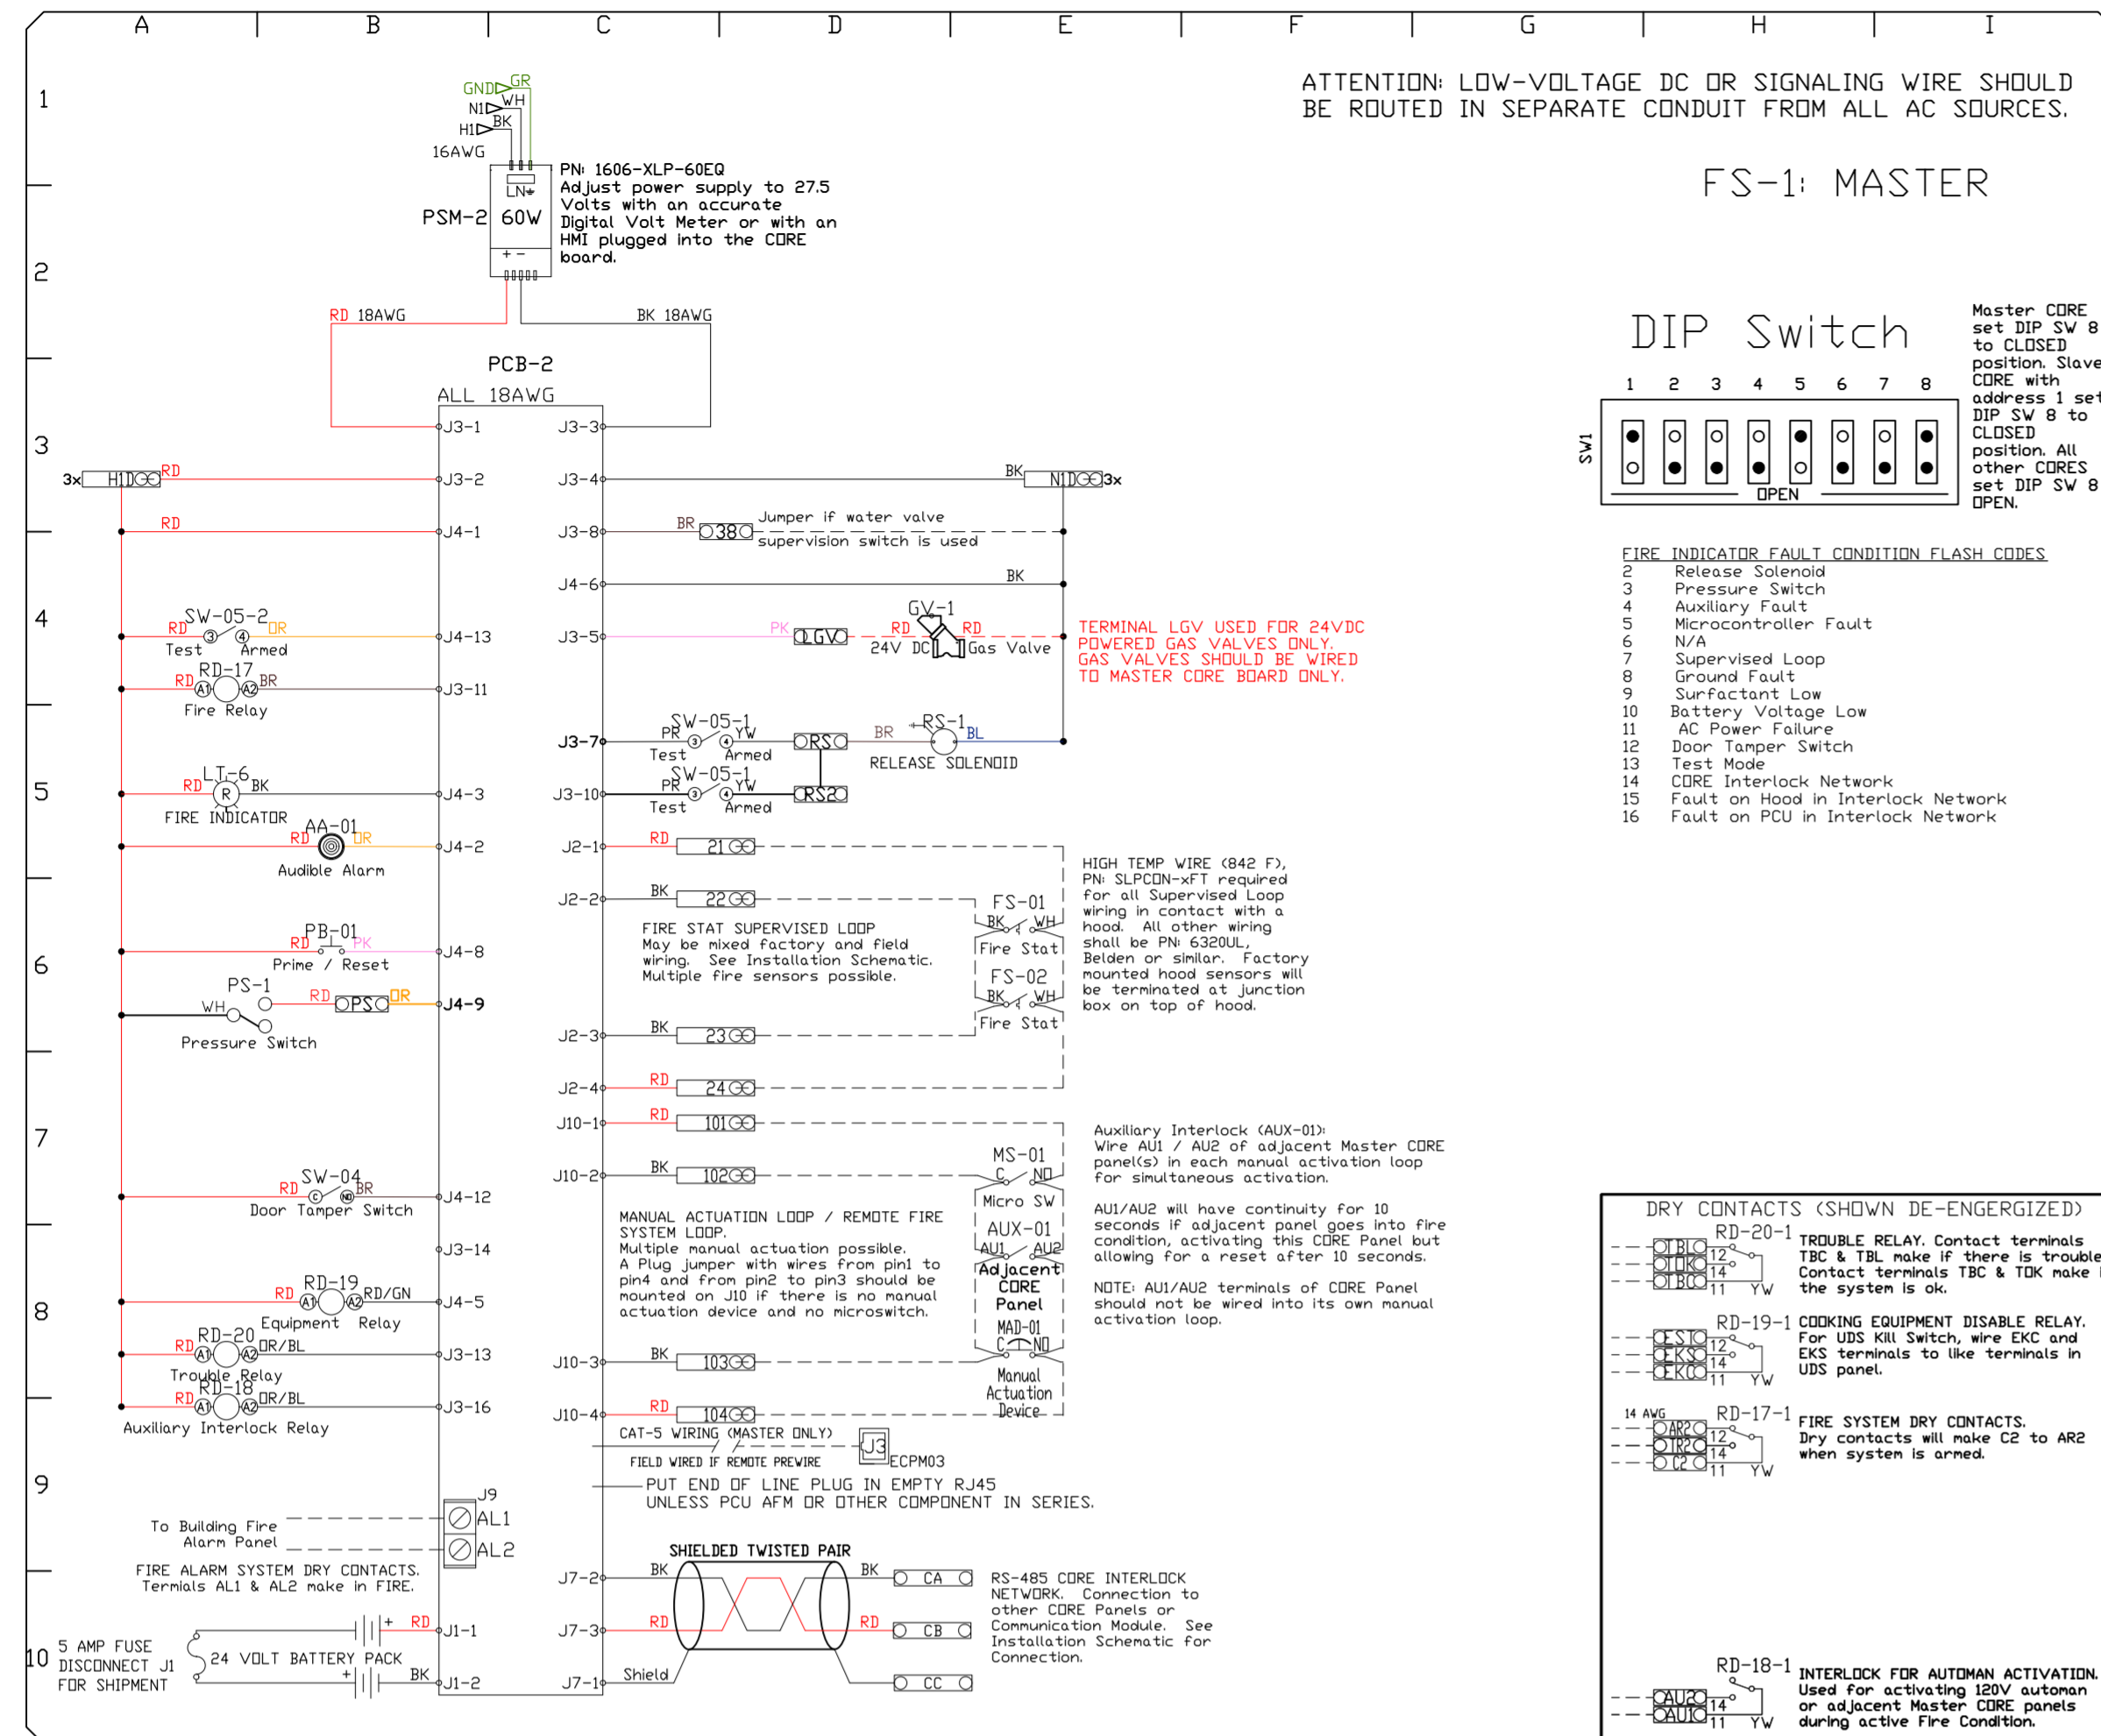 A B C D E F G H I
1
2
3
4
5
6
7
8
9
10
ATTENTION: LOW-VOLTAGE DC OR SIGNALING WIRE SHOULD
BE ROUTED IN SEPARATE CONDUIT FROM ALL AC SOURCES.
FS-1: MASTER
GND GR
N1 WH
H1 BK
16AWG
LN
PSM-2 60W
+ -
PN: 1606-XLP-60EQ
Adjust power supply to 27.5
Volts with an accurate
Digital Volt Meter or with an
HMI plugged into the CORE
board.
RD 18AWG
BK 18AWG
PCB-2
ALL 18AWG
J3-1
J3-3
3x H1D RD J3-2
J3-4 BK N1D 3x
RD J4-1
J3-8 BR 38
Jumper if water valve
supervision switch is used
J4-6 BK
SW-05-2
RD 3 4 OR J4-13
Test Armed
J3-5 PK LGV RD GV-1 RD
24V DC Gas Valve
TERMINAL LGV USED FOR 24VDC
POWERED GAS VALVES ONLY.
GAS VALVES SHOULD BE WIRED
TO MASTER CORE BOARD ONLY.
RD-17
RD A1 A2 BR J3-11
Fire Relay
SW-05-1
J3-7 PR 3 4 YW RS BR RS-1 BL
Test Armed
RELEASE SOLENOID
SW-05-1
J3-10 PR 3 4 YW RS2
Test Armed
LT-6
RD R BK J4-3
FIRE INDICATOR
AA-01
RD OR J4-2
Audible Alarm
J2-1 RD 21
J2-2 BK 22
FIRE STAT SUPERVISED LOOP
May be mixed factory and field
wiring. See Installation Schematic.
Multiple fire sensors possible.
FS-01
BK WH
Fire Stat
FS-02
BK WH
Fire Stat
HIGH TEMP WIRE (842 F),
PN: SLPCON-xFT required
for all Supervised Loop
wiring in contact with a
hood. All other wiring
shall be PN: 6320UL,
Belden or similar. Factory
mounted hood sensors will
be terminated at junction
box on top of hood.
PB-01
RD PK J4-8
Prime / Reset
PS-1
RD PS OR J4-9
WH
Pressure Switch
J2-3 BK 23
J2-4 RD 24
J10-1 RD 101
J10-2 BK 102
MS-01
C NO
Micro SW
AUX-01
AU1 AU2
Adjacent
CORE
Panel
MAD-01
C NO
Manual
Actuation
Device
SW-04
RD C NO BR J4-12
Door Tamper Switch
MANUAL ACTUATION LOOP / REMOTE FIRE
SYSTEM LOOP.
Multiple manual actuation possible.
A Plug jumper with wires from pin1 to
pin4 and from pin2 to pin3 should be
mounted on J10 if there is no manual
actuation device and no microswitch.
Auxiliary Interlock (AUX-01):
Wire AU1 / AU2 of adjacent Master CORE
panel(s) in each manual activation loop
for simultaneous activation.
AU1/AU2 will have continuity for 10
seconds if adjacent panel goes into fire
condition, activating this CORE Panel but
allowing for a reset after 10 seconds.
NOTE: AU1/AU2 terminals of CORE Panel
should not be wired into its own manual
activation loop.
J3-14
RD-19
RD A1 A2 RD/GN J4-5
Equipment Relay
RD-20
RD A1 A2 OR/BL J3-13
Trouble Relay
RD-18
RD A1 A2 OR/BL J3-16
Auxiliary Interlock Relay
J10-3 BK 103
J10-4 RD 104
CAT-5 WIRING (MASTER ONLY)
FIELD WIRED IF REMOTE PREWIRE
J3
ECPM03
PUT END OF LINE PLUG IN EMPTY RJ45
UNLESS PCU AFM OR OTHER COMPONENT IN SERIES.
J9
AL1
AL2
To Building Fire
Alarm Panel
FIRE ALARM SYSTEM DRY CONTACTS.
Termials AL1 & AL2 make in FIRE.
SHIELDED TWISTED PAIR
J7-2 BK BK CA
J7-3 RD RD CB
J7-1 Shield CC
RS-485 CORE INTERLOCK
NETWORK. Connection to
other CORE Panels or
Communication Module. See
Installation Schematic for
Connection.
+ RD J1-1
5 AMP FUSE
DISCONNECT J1
FOR SHIPMENT
24 VOLT BATTERY PACK
+ BK J1-2
DIP Switch
1 2 3 4 5 6 7 8
SW1
OPEN
Master CORE
set DIP SW 8
to CLOSED
position. Slave
CORE with
address 1 set
DIP SW 8 to
CLOSED
position. All
other CORES
set DIP SW 8
OPEN.
FIRE INDICATOR FAULT CONDITION FLASH CODES
2 Release Solenoid
3 Pressure Switch
4 Auxiliary Fault
5 Microcontroller Fault
6 N/A
7 Supervised Loop
8 Ground Fault
9 Surfactant Low
10 Battery Voltage Low
11 AC Power Failure
12 Door Tamper Switch
13 Test Mode
14 CORE Interlock Network
15 Fault on Hood in Interlock Network
16 Fault on PCU in Interlock Network
DRY CONTACTS (SHOWN DE-ENGERGIZED)
RD-20-1
TBL 12
TOK 14
TBC 11 YW
TROUBLE RELAY. Contact terminals
TBC & TBL make if there is trouble
Contact terminals TBC & TOK make
the system is ok.
RD-19-1
EST 12
EKS 14
EKC 11 YW
COOKING EQUIPMENT DISABLE RELAY.
For UDS Kill Switch, wire EKC and
EKS terminals to like terminals in
UDS panel.
14 AWG RD-17-1
AR2 12
TR2 14
C2 11 YW
FIRE SYSTEM DRY CONTACTS.
Dry contacts will make C2 to AR2
when system is armed.
RD-18-1
AU2 14
AU1 11 YW
INTERLOCK FOR AUTOMAN ACTIVATION.
Used for activating 120V automan
or adjacent Master CORE panels
during active Fire Condition.